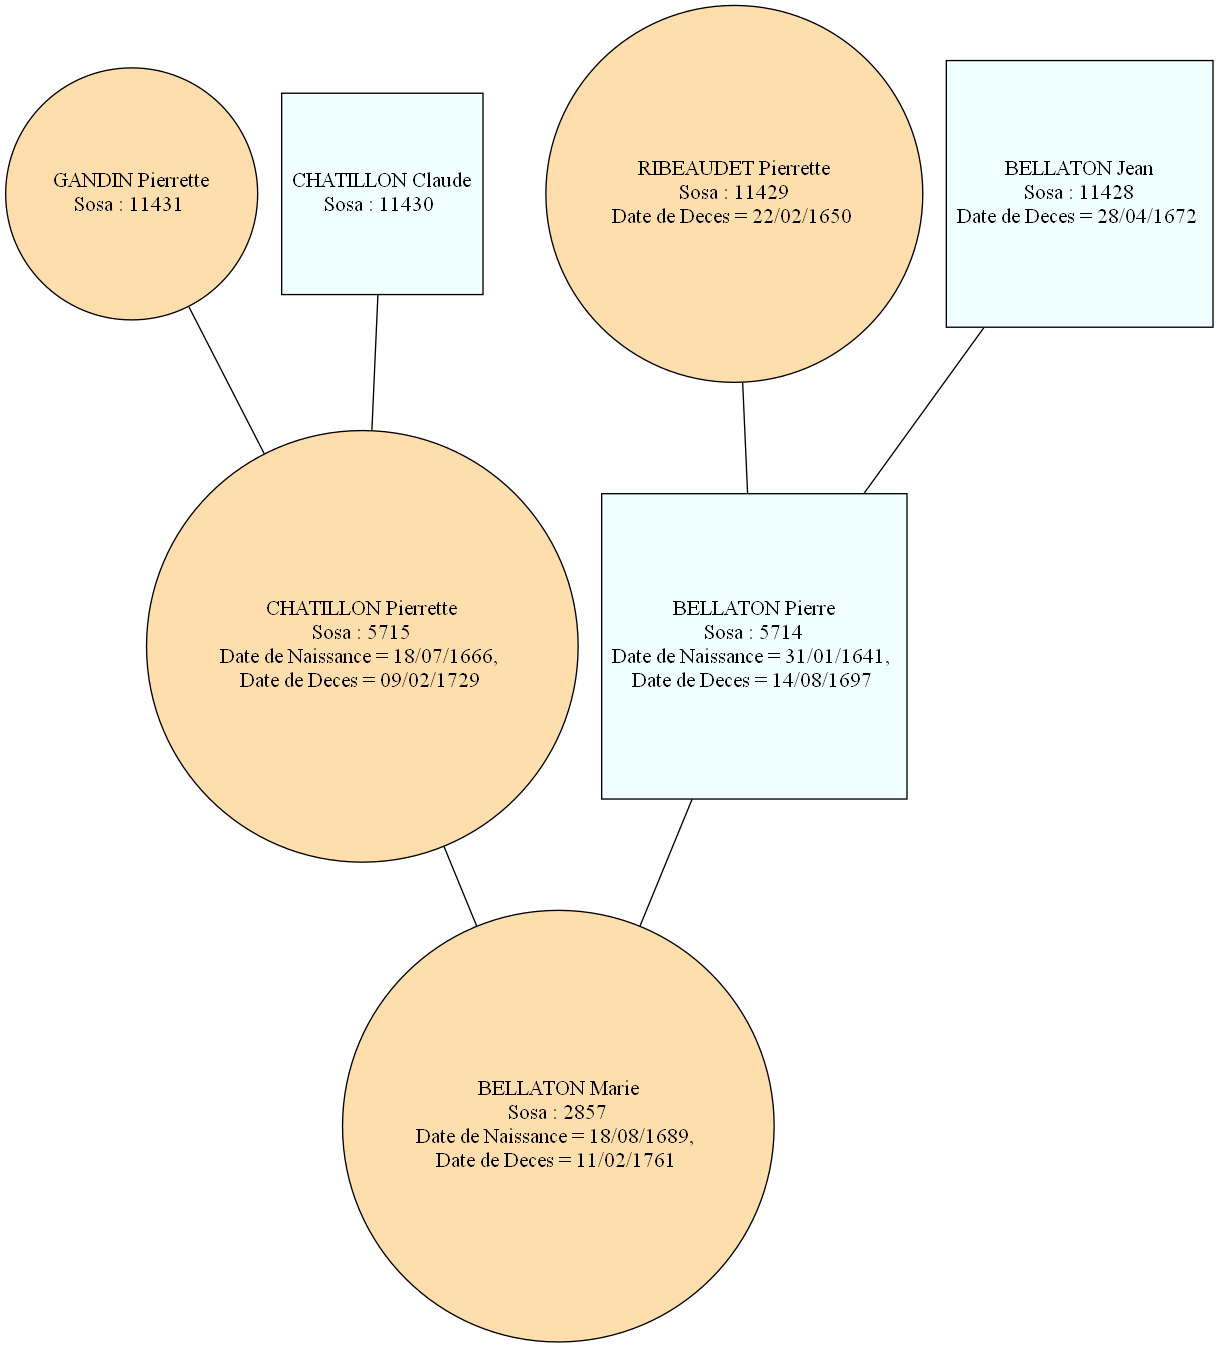 GANDIN Pierrette
Sosa : 11431
CHATILLON Claude
Sosa : 11430
RIBEAUDET Pierrette
Sosa : 11429
Date de Deces = 22/02/1650
BELLATON Jean
Sosa : 11428
Date de Deces = 28/04/1672
CHATILLON Pierrette
Sosa : 5715
Date de Naissance = 18/07/1666,
Date de Deces = 09/02/1729
BELLATON Pierre
Sosa : 5714
Date de Naissance = 31/01/1641,
Date de Deces = 14/08/1697
BELLATON Marie
Sosa : 2857
Date de Naissance = 18/08/1689,
Date de Deces = 11/02/1761